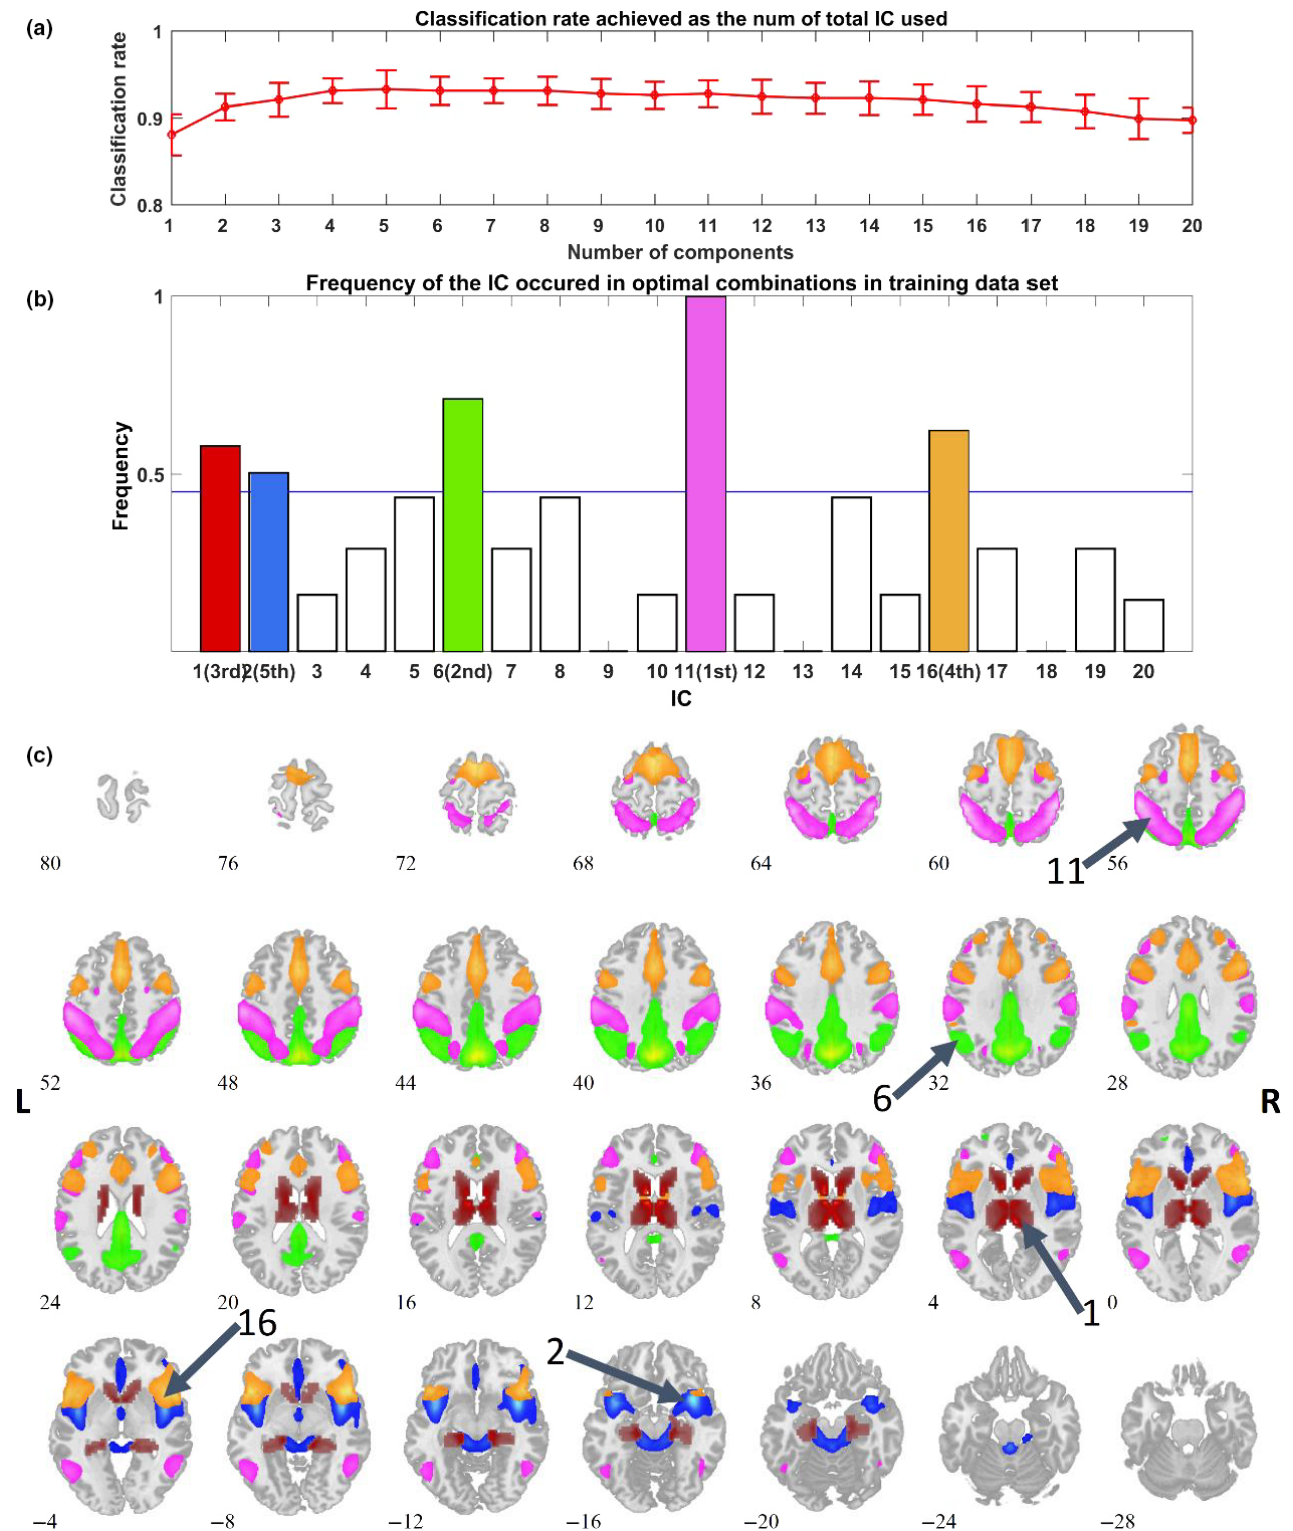 (a)
Classification rate achieved as the num of total IC used
Classification rate
1
0.9
0.8
1 2 3 4 5 6 7 8 9 10 11 12 13 14 15 16 17 18 19 20
Number of components
(b)
Frequency of the IC occured in optimal combinations in training data set
Frequency
1
0.5
1(3rd) 2(5th) 3 4 5 6(2nd) 7 8 9 10 11(1st) 12 13 14 15 16(4th) 17 18 19 20
IC
(c)
80 76 72 68 64 60 56
11
52 48 44 40 36 32 28
6
L R
24 20 16 12 8 4 0
1
16
2
−4 −8 −12 −16 −20 −24 −28